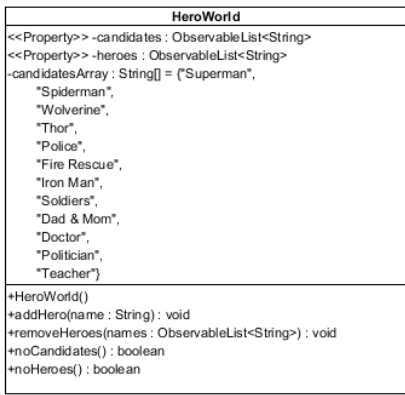 HeroWorld
<<Property>> -candidates : ObservableList<String>
<<Property>> -heroes : ObservableList<String>
-candidatesArray : String[] = {"Superman",
"Spiderman",
"Wolverine",
"Thor",
"Police",
"Fire Rescue",
"Iron Man",
"Soldiers",
"Dad & Mom",
"Doctor",
"Politician",
"Teacher"}
+HeroWorld()
+addHero(name : String) : void
+removeHeroes(names : ObservableList<String>) : void
+noCandidates() : boolean
+noHeroes() : boolean